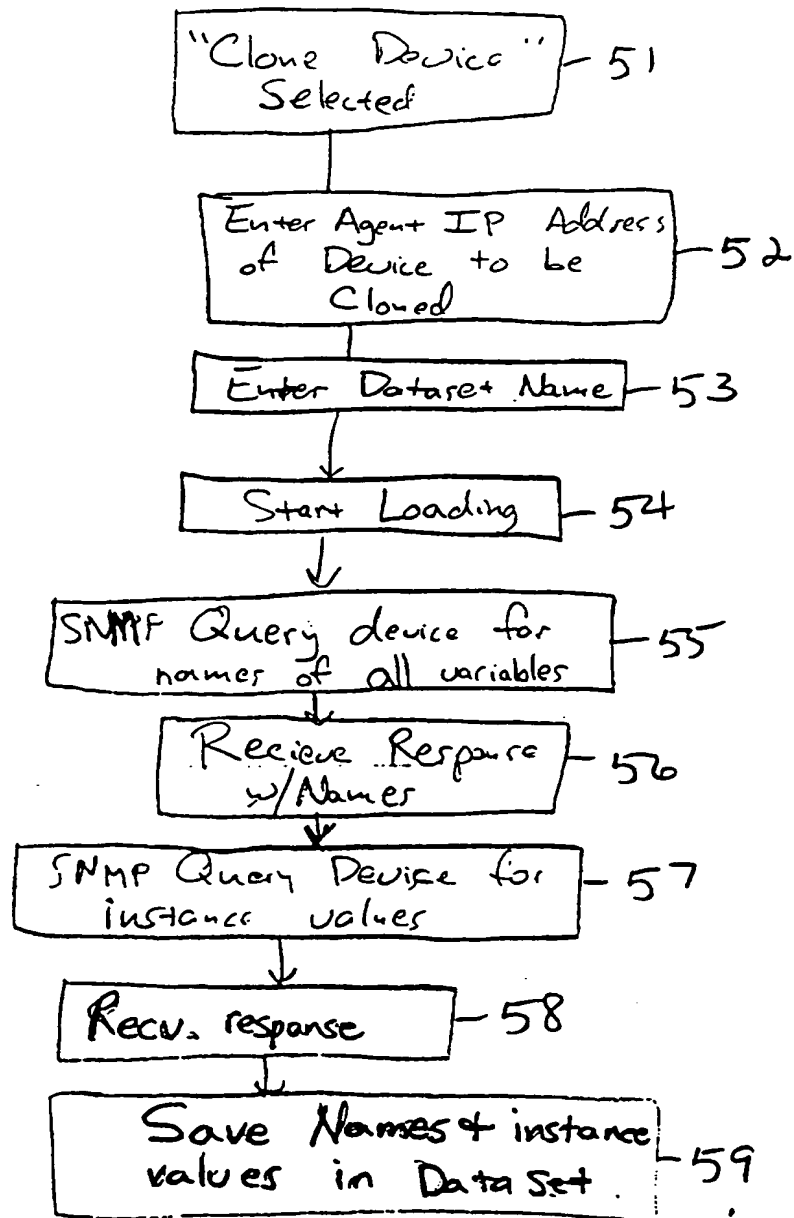 "Clone Device" 51
Selected
Enter Agent IP Address
of Device to be 52
Cloned
Enter Dataset Name 53
Start Loading 54
SNMP Query device for 55
names of all variables
Recieve Response 56
w/Names
SNMP Query Device for 57
instance values
Recv. response 58
Save Names & instance
values in Data Set. 59